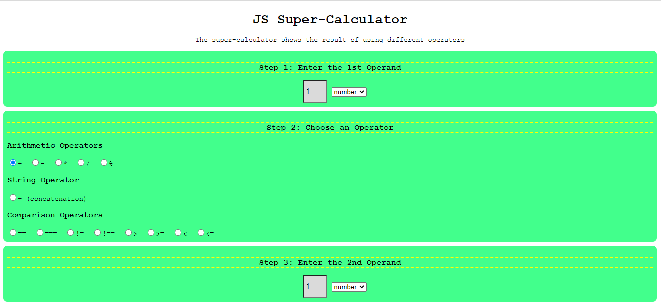 JS Super-Calculator
The super-calculator shows the result of using different operators
Step 1: Enter the 1st Operand
1 number
Step 2: Choose an Operator
Arithmetic Operators
+ - * / %
String Operator
+ (concatenation)
Comparison Operators
== === != !== > >= < <=
Step 3: Enter the 2nd Operand
1 number